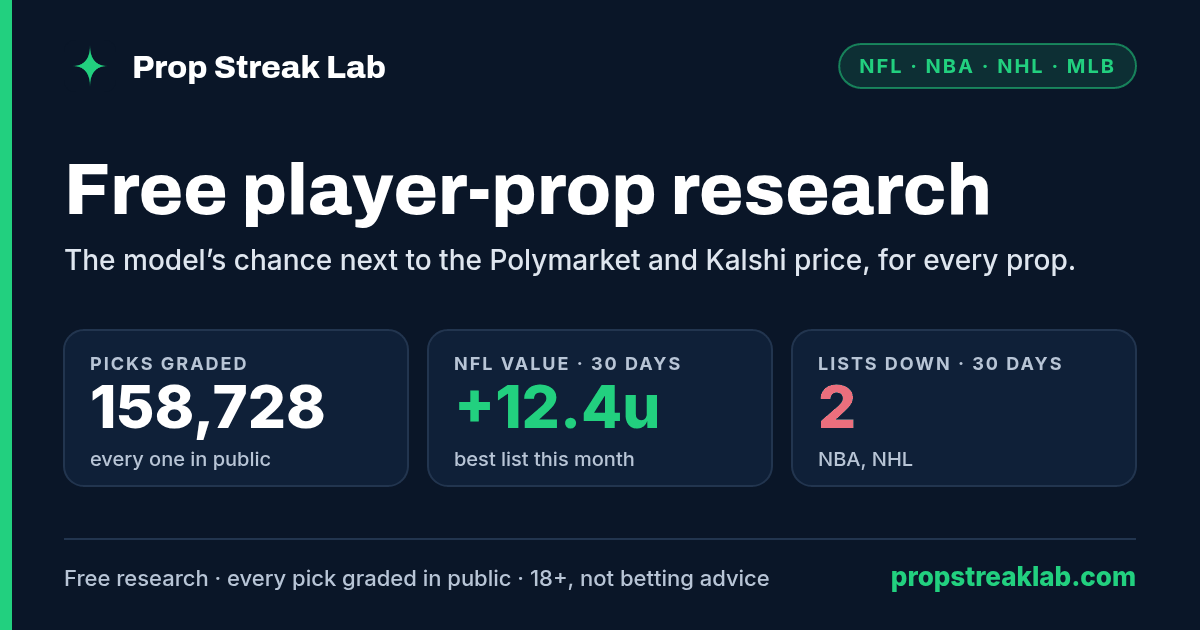 Prop Streak Lab
NFL · NBA · NHL · MLB
Free player-prop research
The model’s chance next to the Polymarket and Kalshi price, for every prop.
PICKS GRADED
158,728
every one in public
NFL VALUE · 30 DAYS
+12.4u
best list this month
LISTS DOWN · 30 DAYS
2
NBA, NHL
Free research · every pick graded in public · 18+, not betting advice
propstreaklab.com